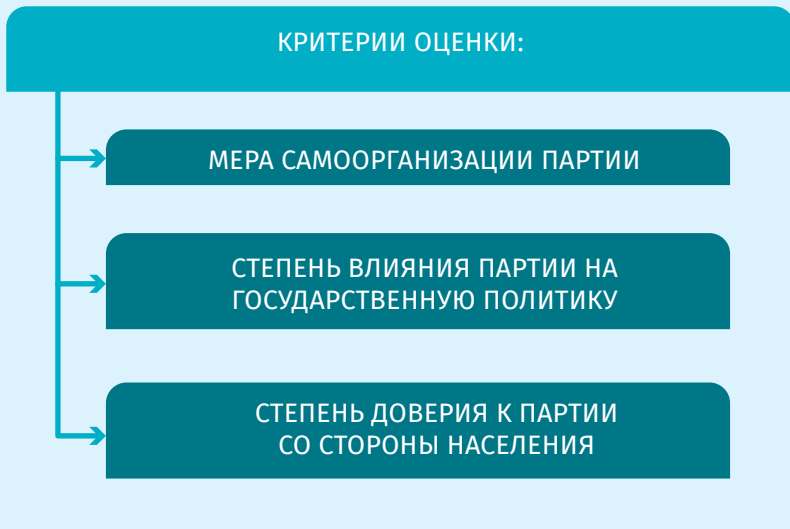 КРИТЕРИИ ОЦЕНКИ:
МЕРА САМООРГАНИЗАЦИИ ПАРТИИ
СТЕПЕНЬ ВЛИЯНИЯ ПАРТИИ НА
ГОСУДАРСТВЕННУЮ ПОЛИТИКУ
СТЕПЕНЬ ДОВЕРИЯ К ПАРТИИ
СО СТОРОНЫ НАСЕЛЕНИЯ